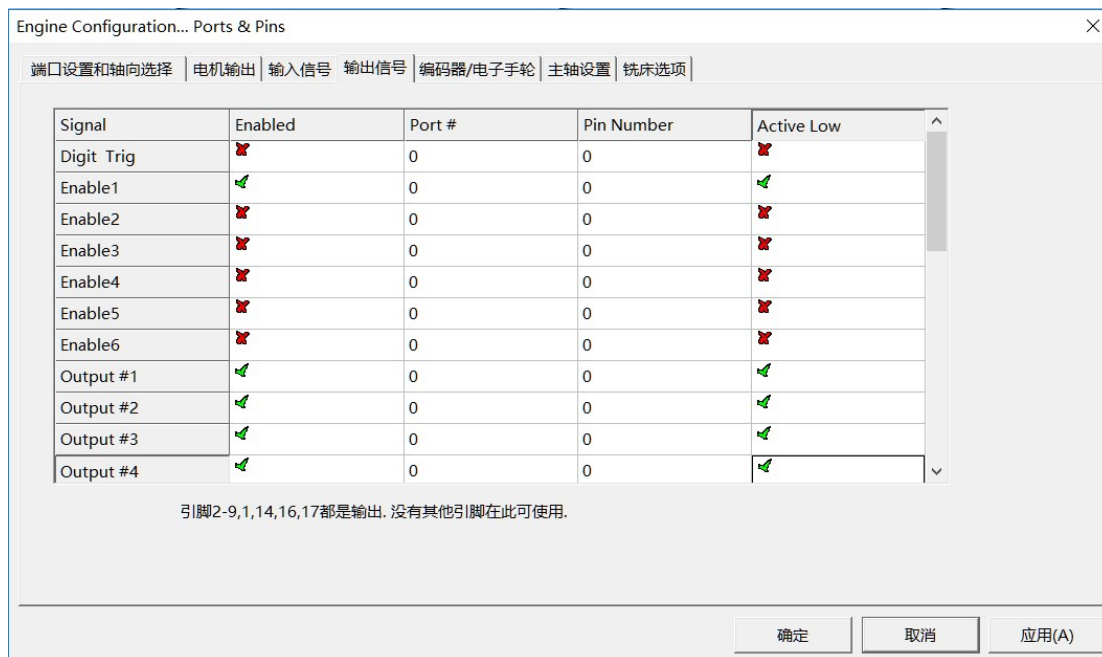 Engine Configuration... Ports & Pins
端口设置和轴向选择 电机输出 输入信号 输出信号 编码器/电子手轮 主轴设置 铣床选项
Signal Enabled Port # Pin Number Active Low
Digit Trig 0 0
Enable1 0 0
Enable2 0 0
Enable3 0 0
Enable4 0 0
Enable5 0 0
Enable6 0 0
Output #1 0 0
Output #2 0 0
Output #3 0 0
Output #4 0 0
引脚2-9,1,14,16,17都是输出. 没有其他引脚在此可使用.
确定 取消 应用(A)